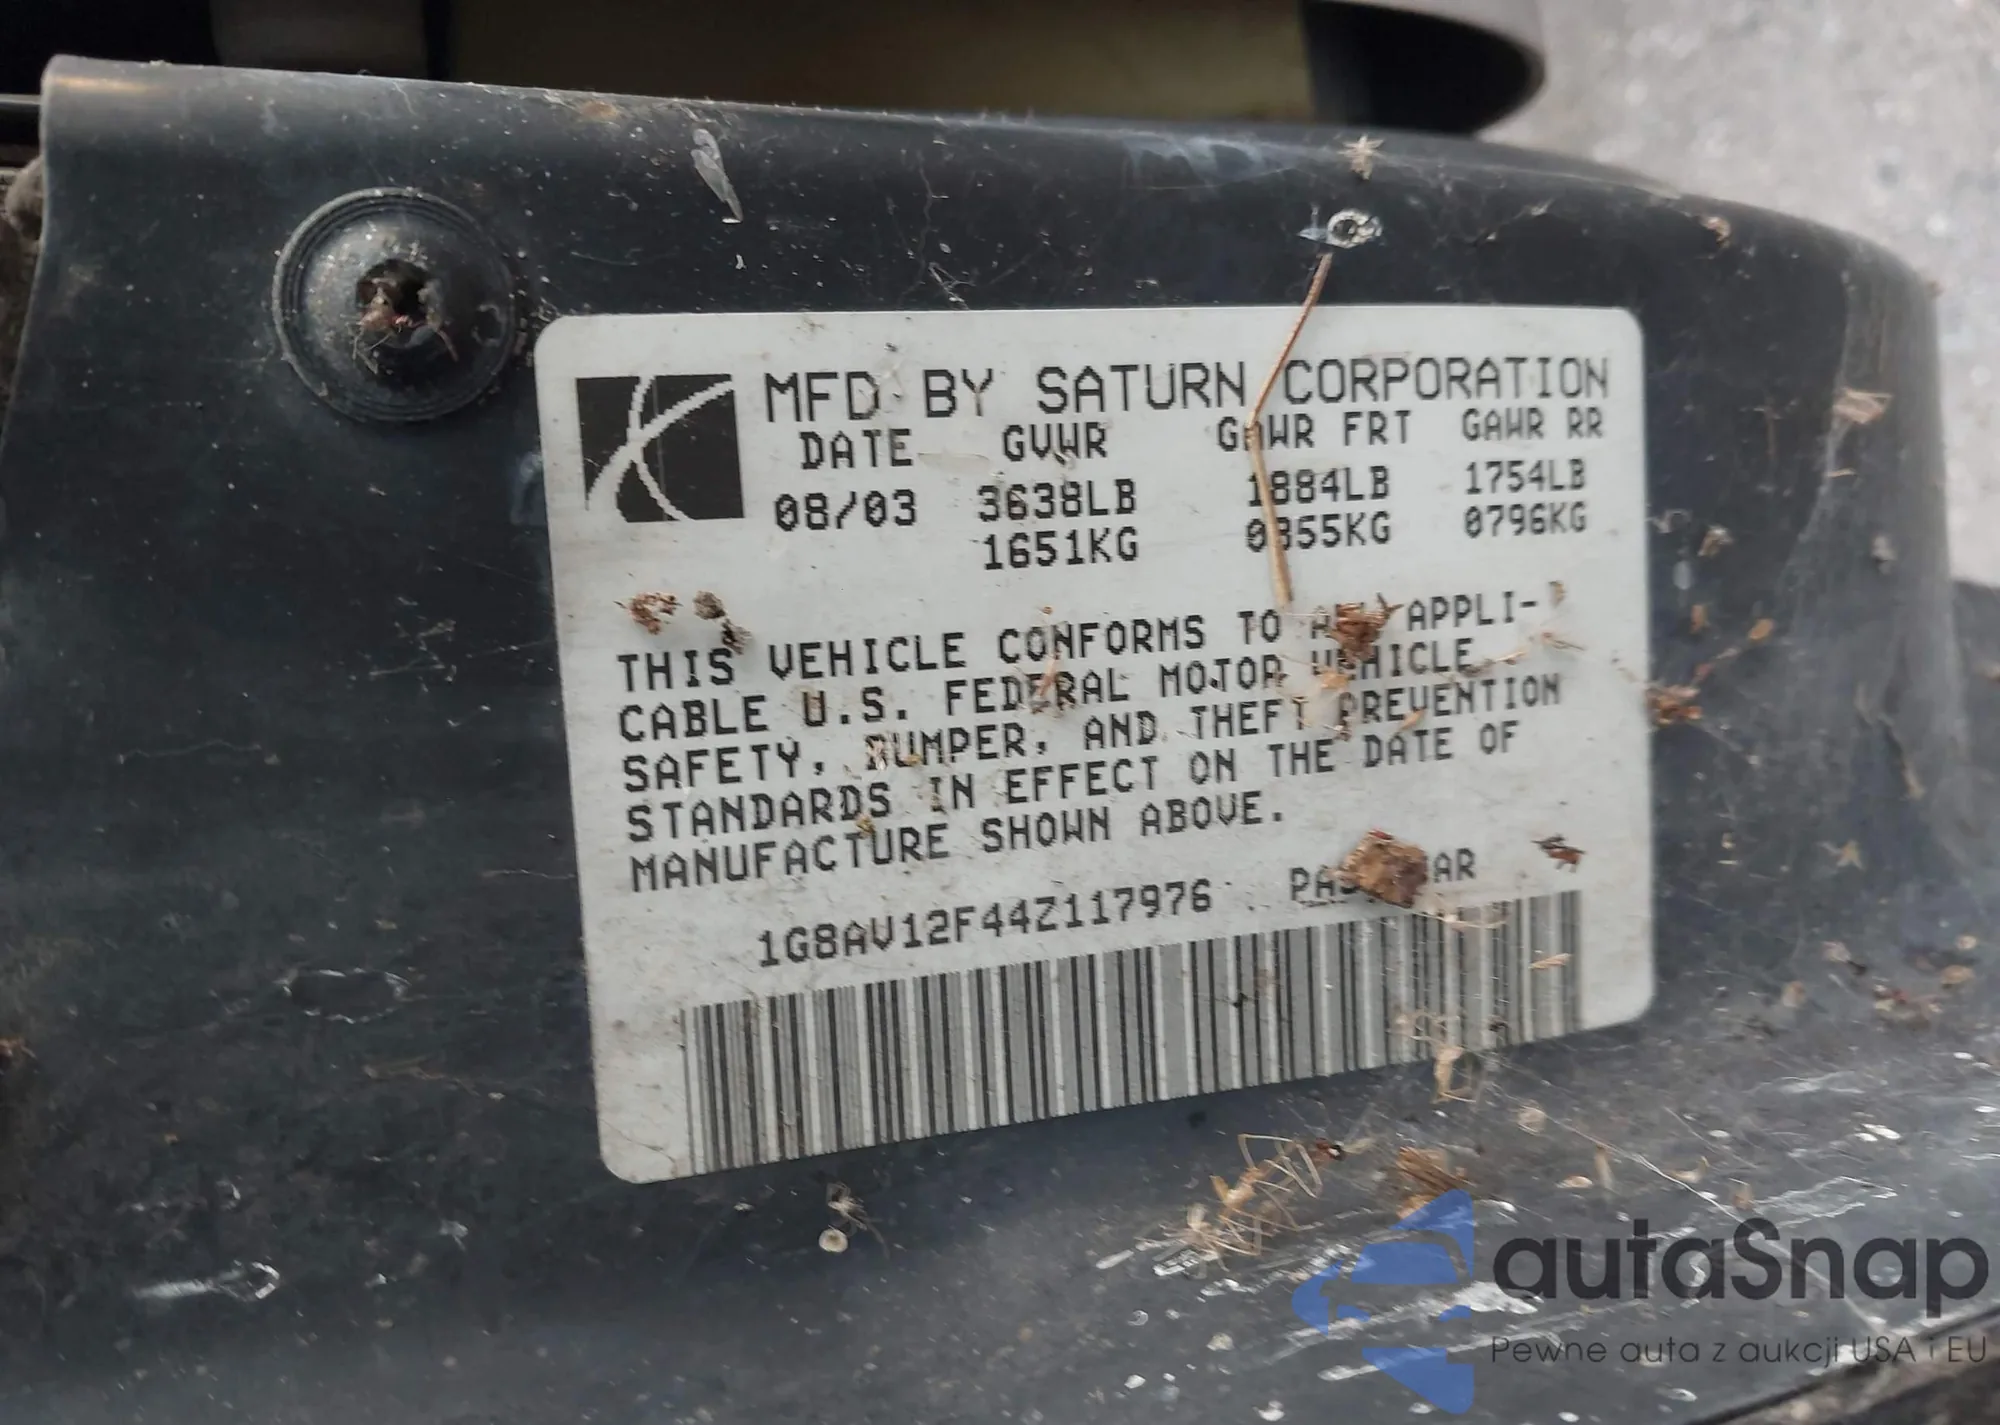 MFD BY SATURN CORPORATION
DATE GVWR GAWR FRT GAWR RR
08/03 3638LB 1884LB 1754LB
1651KG 0855KG 0796KG
THIS VEHICLE CONFORMS TO ALL APPLI-
CABLE U.S. FEDERAL MOTOR VEHICLE
SAFETY, BUMPER, AND THEFT PREVENTION
STANDARDS IN EFFECT ON THE DATE OF
MANUFACTURE SHOWN ABOVE.
1G8AV12F44Z117976
autaSnap
Pewne auta z aukcji USA i EU